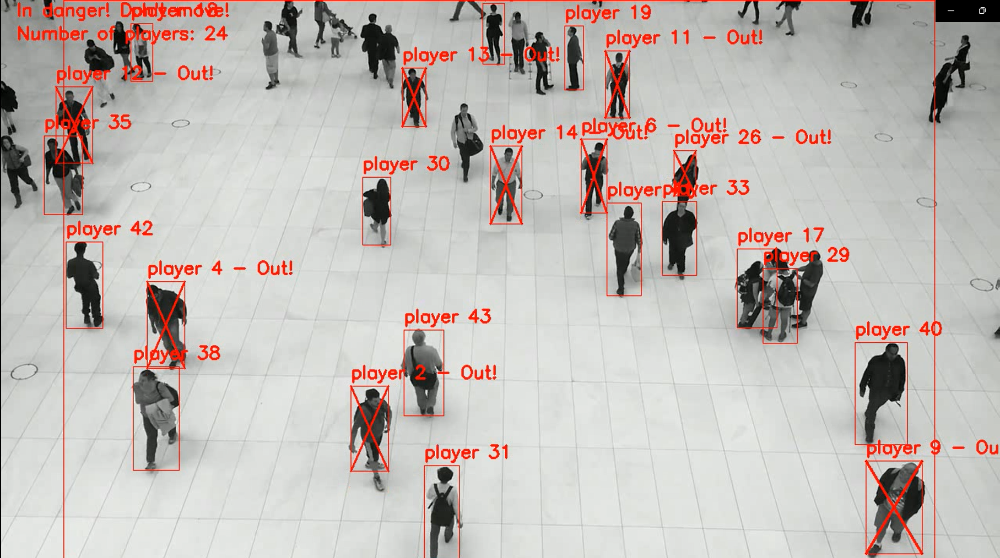 In danger! Don't move!
player
Number of players: 24
player 19
player 11 - Out!
player 13 - Out!
player 12 - Out!
player 35
player 6 - Out!
player 14 - Out!
player 26 - Out!
player 30
player
player 33
player 42
player 17
player 29
player 4 - Out!
player 43
player 40
player 38
player 2 - Out!
player 9 - Ou
player 31